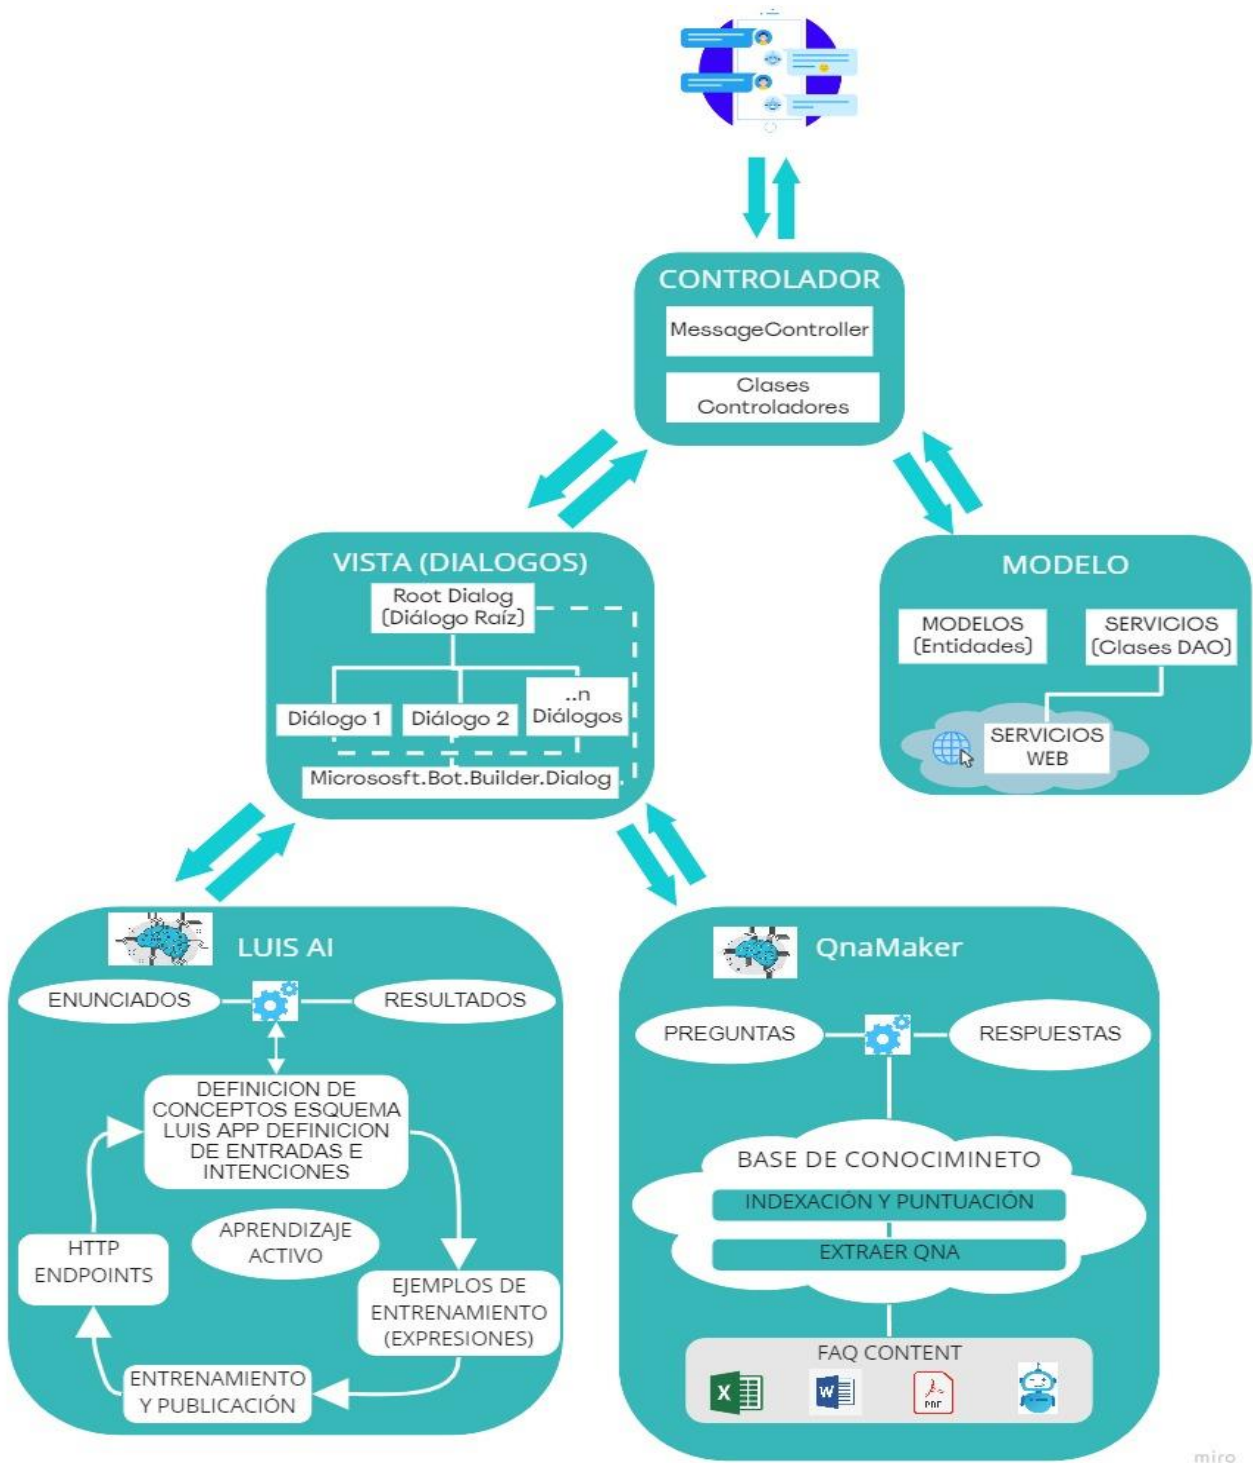 CONTROLADOR
MessageController
Clases
Controladores
VISTA (DIALOGOS)
Root Dialog
(Diálogo Raíz)
Diálogo 1
Diálogo 2
..n
Diálogos
Micrososft.Bot.Builder.Dialog
MODELO
MODELOS
(Entidades)
SERVICIOS
(Clases DAO)
SERVICIOS
WEB
LUIS AI
ENUNCIADOS
RESULTADOS
DEFINICION DE
CONCEPTOS ESQUEMA
LUIS APP DEFINICION
DE ENTRADAS E
INTENCIONES
APRENDIZAJE
ACTIVO
HTTP
ENDPOINTS
EJEMPLOS DE
ENTRENAMIENTO
(EXPRESIONES)
ENTRENAMIENTO
Y PUBLICACIÓN
QnaMaker
PREGUNTAS
RESPUESTAS
BASE DE CONOCIMINETO
INDEXACIÓN Y PUNTUACIÓN
EXTRAER QNA
FAQ CONTENT
X
W
PDF
miro